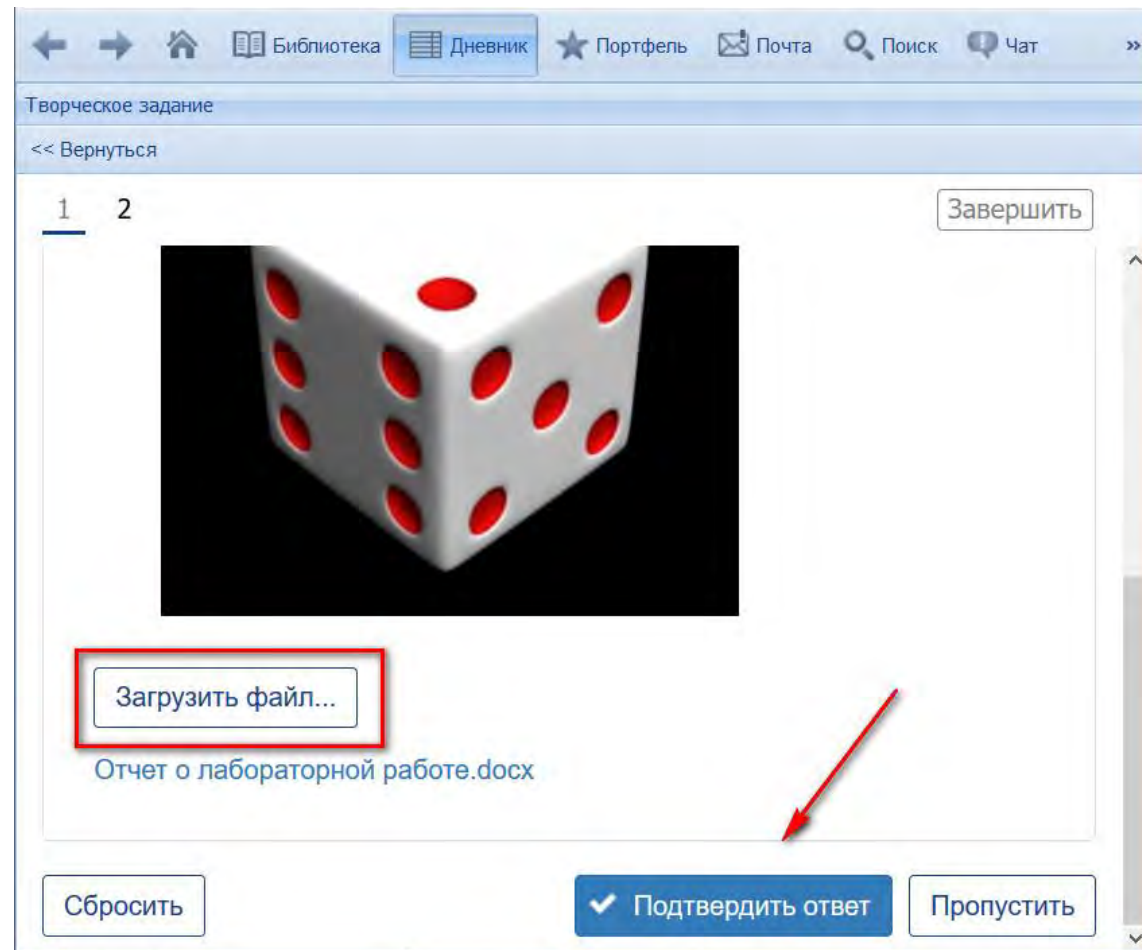 Библиотека Дневник Портфель Почта Поиск Чат »
Творческое задание
<< Вернуться
1 2 Завершить
Загрузить файл...
Отчет о лабораторной работе.docx
Сбросить Подтвердить ответ Пропустить